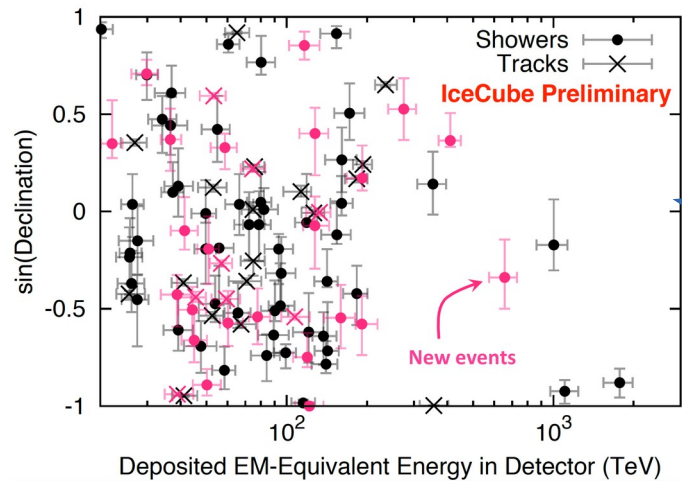 Showers
Tracks
IceCube Preliminary
1
0.5
0
-0.5
-1
sin(Declination)
New events
10²
10³
Deposited EM-Equivalent Energy in Detector (TeV)